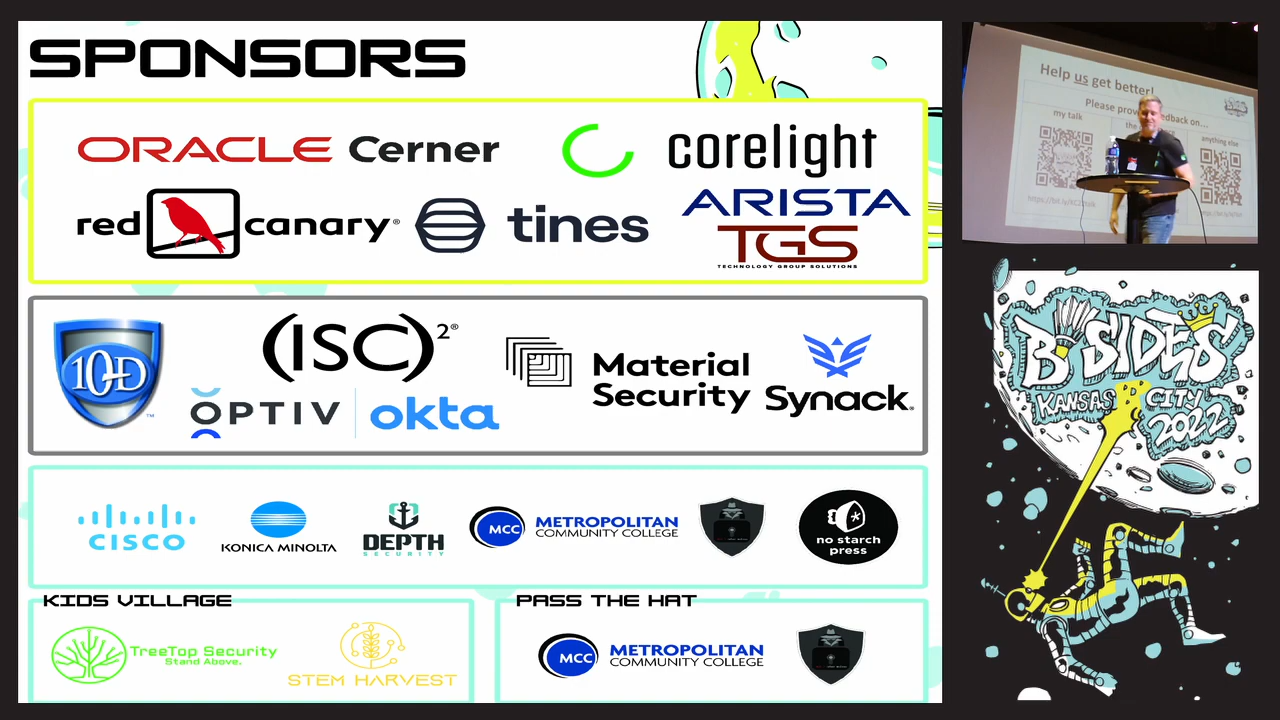 SPONSORS
ORACLE Cerner
corelight
red canary®
tines
ARISTA
TGS
TECHNOLOGY GROUP SOLUTIONS
10-D
™
(ISC)²®
OPTIV
okta
Material
Security
Synack®
CISCO
KONICA MINOLTA
DEPTH
SECURITY
MCC
METROPOLITAN
COMMUNITY COLLEGE
no starch
press
KIDS VILLAGE
TreeTop Security
Stand Above.
STEM HARVEST
PASS THE HAT
MCC
METROPOLITAN
COMMUNITY COLLEGE
Help us get better!
Please
feedback on...
my talk
anything else
BSIDES
KANSAS CITY
2022